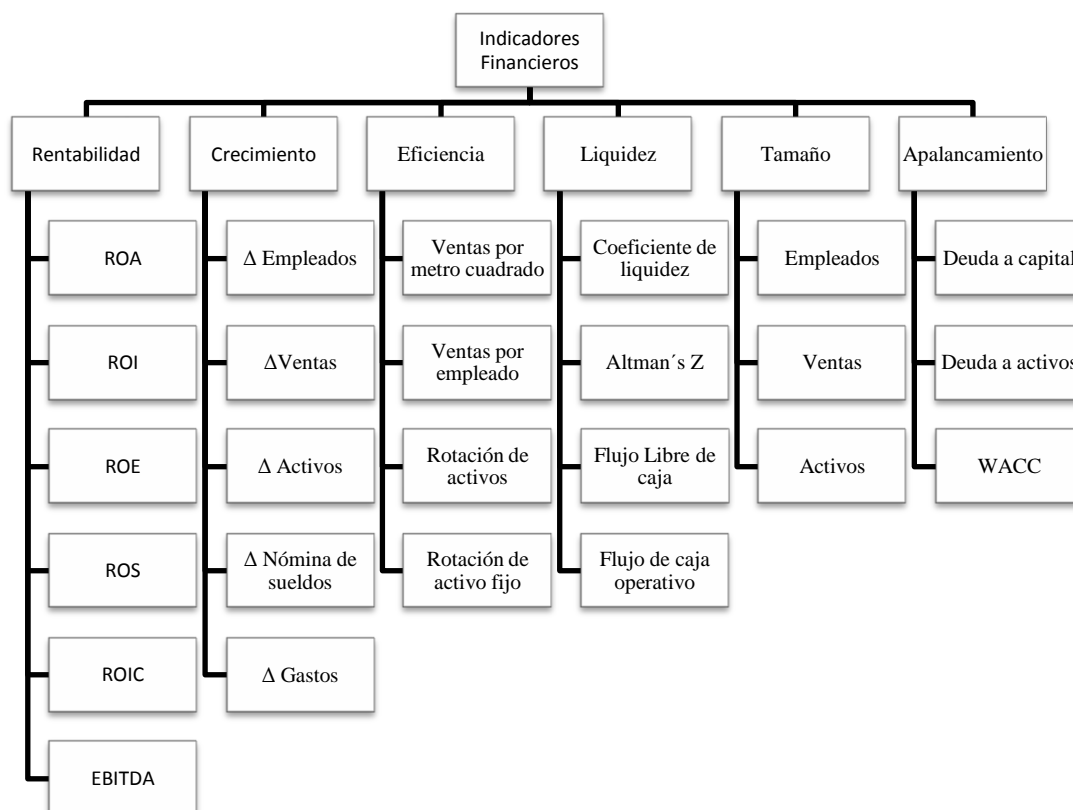 Indicadores
Financieros
Rentabilidad
Crecimiento
Eficiencia
Liquidez
Tamaño
Apalancamiento
ROA
ROI
ROE
ROS
ROIC
EBITDA
Δ Empleados
ΔVentas
Δ Activos
Δ Nómina de
sueldos
Δ Gastos
Ventas por
metro cuadrado
Ventas por
empleado
Rotación de
activos
Rotación de
activo fijo
Coeficiente de
liquidez
Altman´s Z
Flujo Libre de
caja
Flujo de caja
operativo
Empleados
Ventas
Activos
Deuda a capital
Deuda a activos
WACC